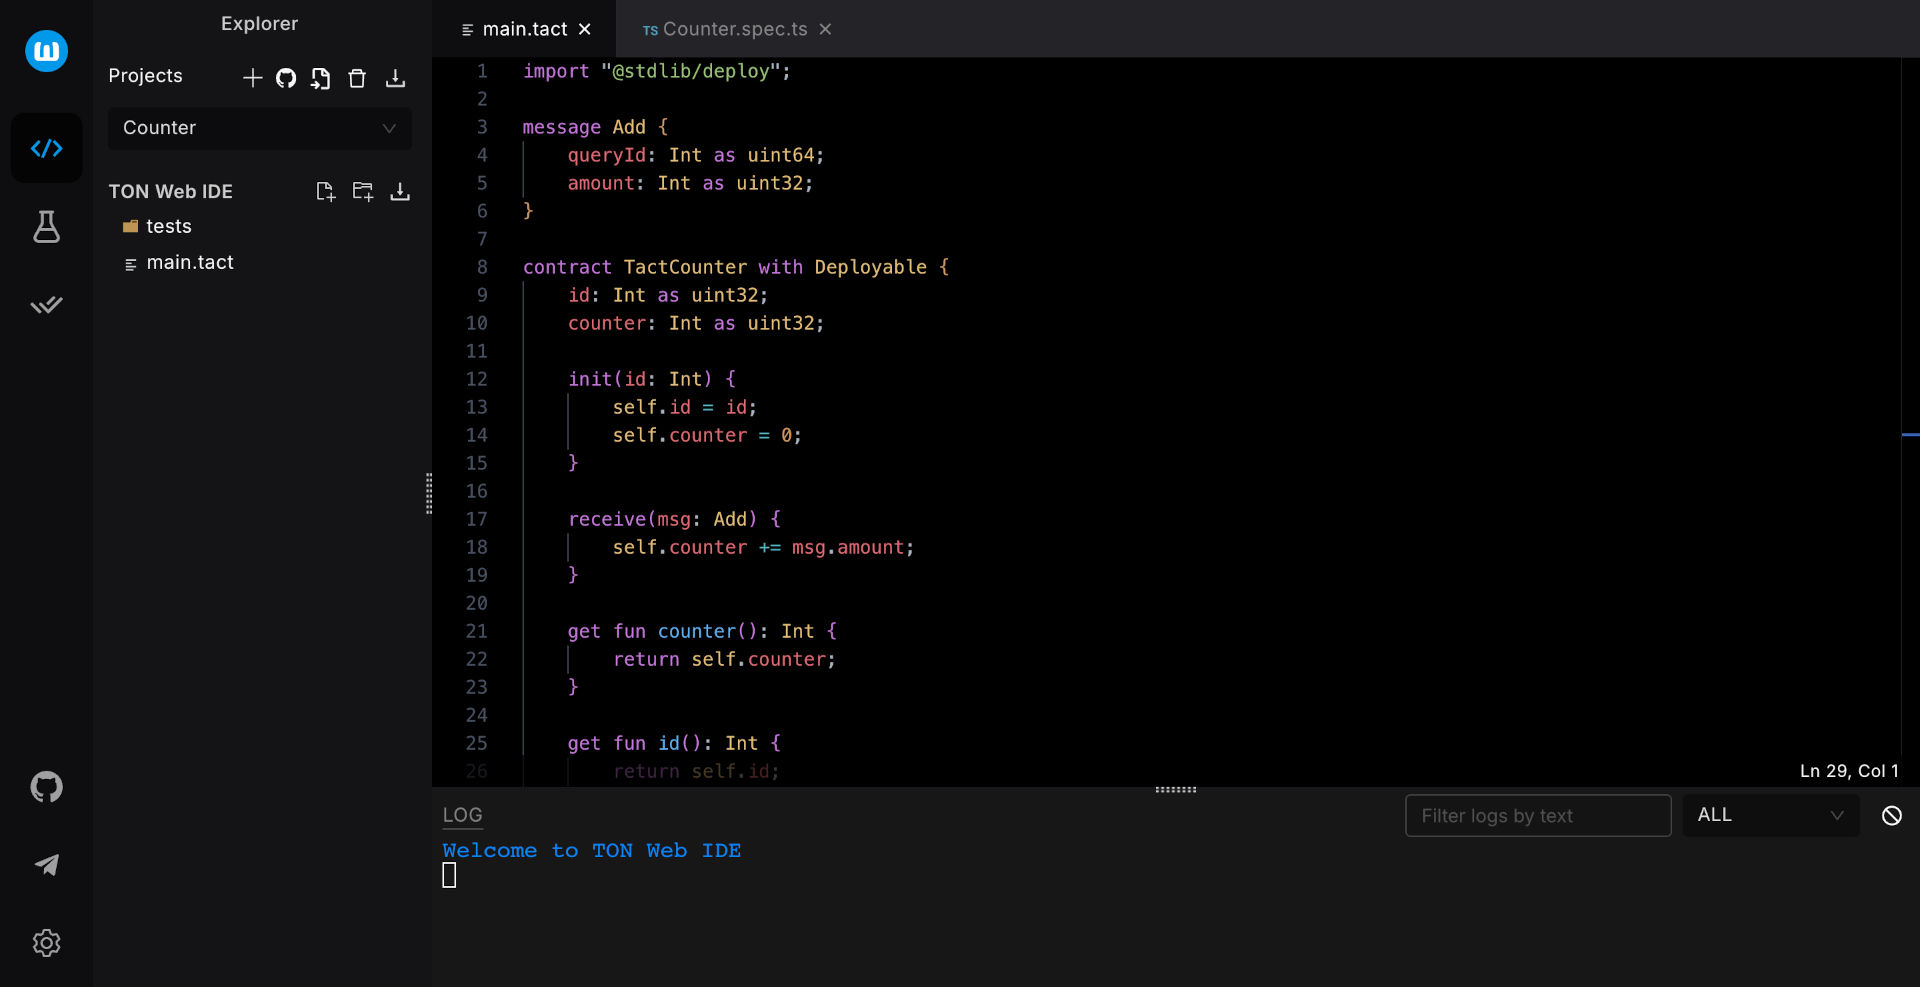 Explorer
Projects
Counter
TON Web IDE
tests
main.tact
main.tact
TS Counter.spec.ts
1 import "@stdlib/deploy";
2
3 message Add {
4     queryId: Int as uint64;
5     amount: Int as uint32;
6 }
7
8 contract TactCounter with Deployable {
9     id: Int as uint32;
10     counter: Int as uint32;
11
12     init(id: Int) {
13         self.id = id;
14         self.counter = 0;
15     }
16
17     receive(msg: Add) {
18         self.counter += msg.amount;
19     }
20
21     get fun counter(): Int {
22         return self.counter;
23     }
24
25     get fun id(): Int {
26         return self.id;
Ln 29, Col 1
LOG
Filter logs by text
ALL
Welcome to TON Web IDE